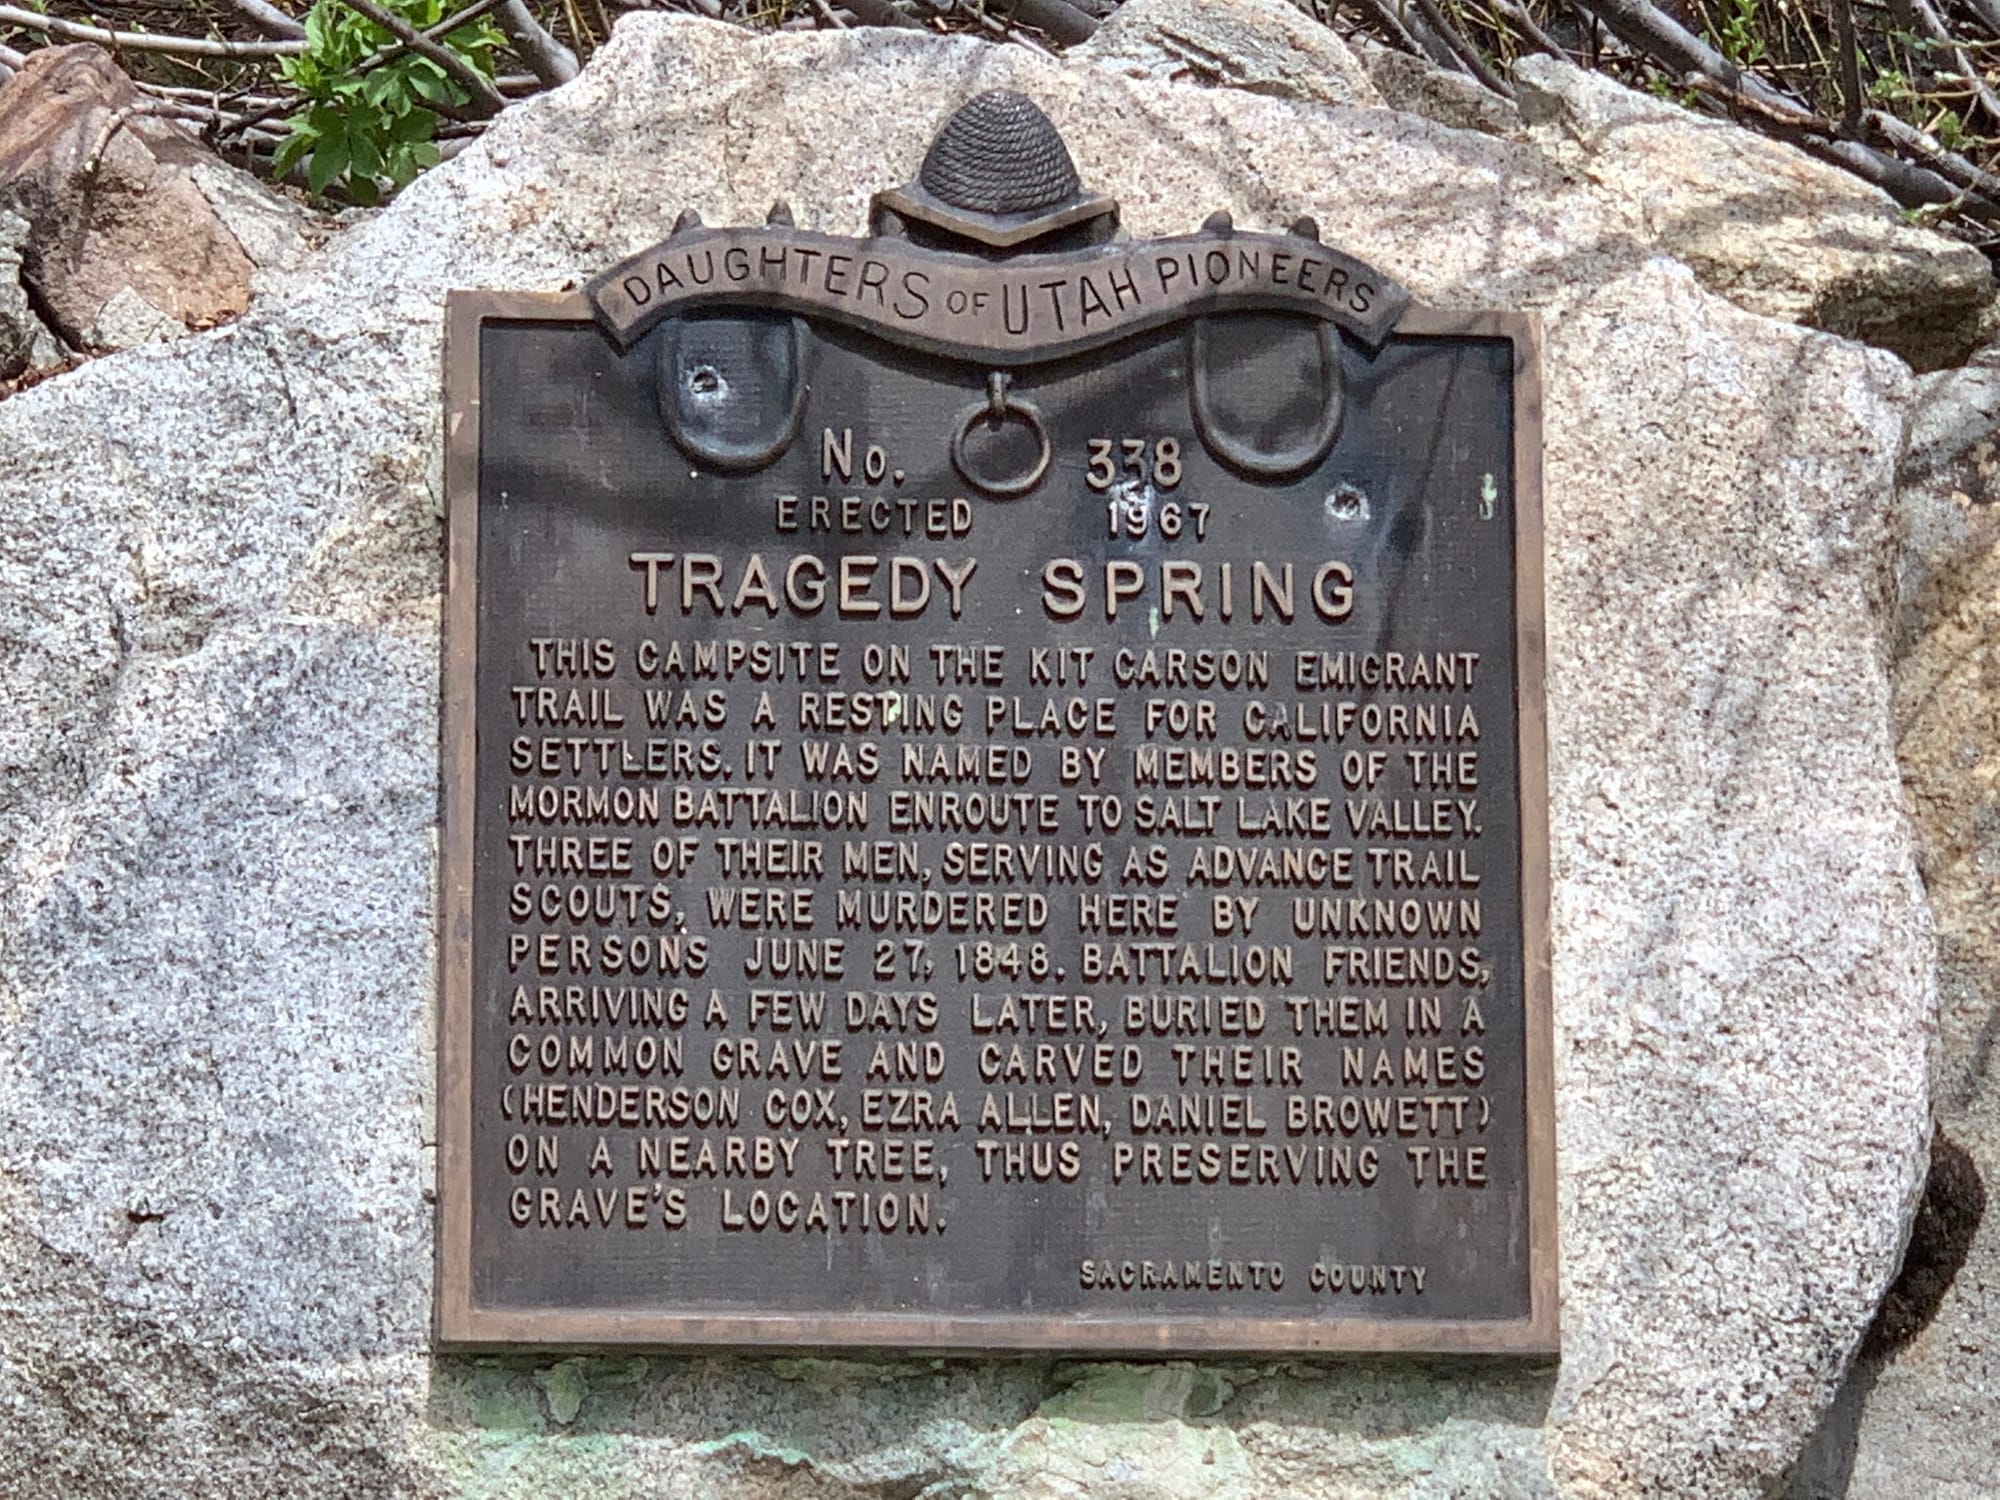 DAUGHTERS OF UTAH PIONEERS
No. 338
ERECTED 1967
TRAGEDY SPRING
THIS CAMPSITE ON THE KIT CARSON EMIGRANT
TRAIL WAS A RESTING PLACE FOR CALIFORNIA
SETTLERS. IT WAS NAMED BY MEMBERS OF THE
MORMON BATTALION ENROUTE TO SALT LAKE VALLEY.
THREE OF THEIR MEN, SERVING AS ADVANCE TRAIL
SCOUTS, WERE MURDERED HERE BY UNKNOWN
PERSONS JUNE 27, 1848. BATTALION FRIENDS,
ARRIVING A FEW DAYS LATER, BURIED THEM IN A
COMMON GRAVE AND CARVED THEIR NAMES
(HENDERSON COX, EZRA ALLEN, DANIEL BROWETT)
ON A NEARBY TREE, THUS PRESERVING THE
GRAVE'S LOCATION.
SACRAMENTO COUNTY